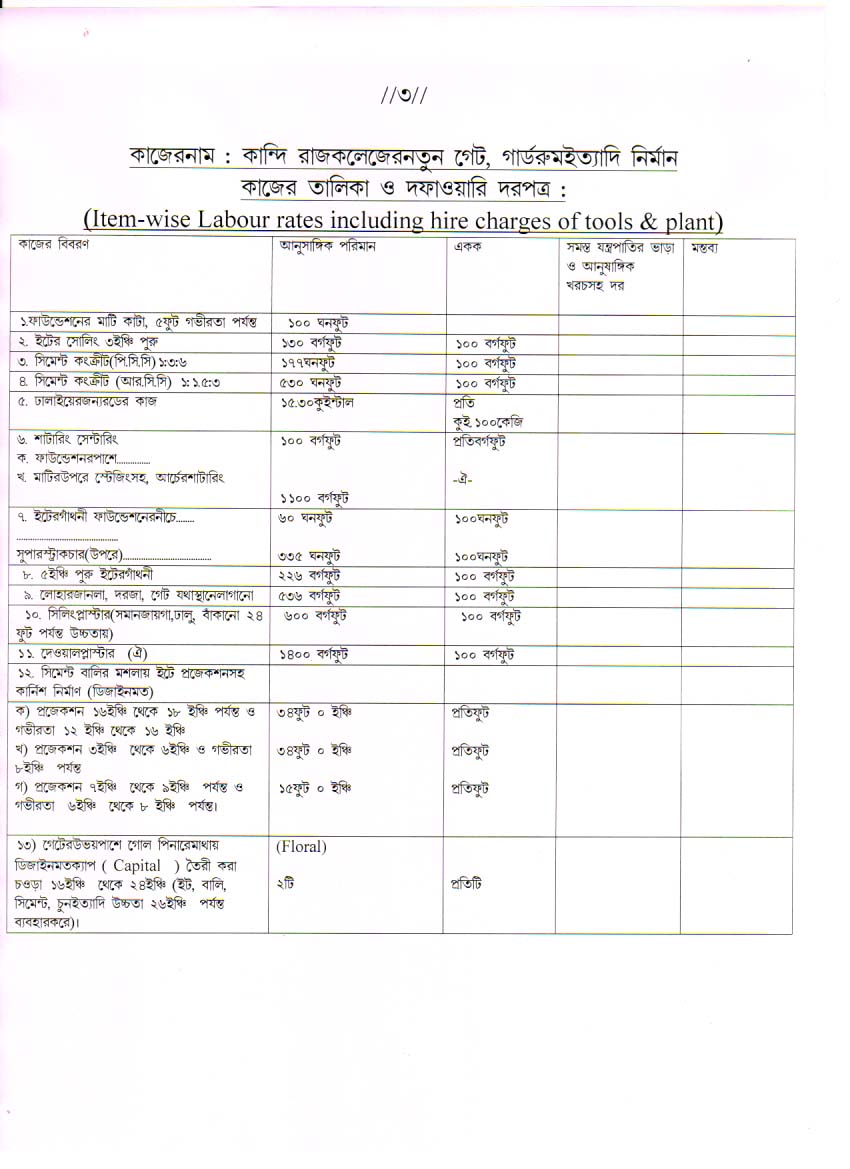 //৩//
কাজেরনাম : কান্দি রাজকলেজেরনতুন গেট, গার্ডরুমইত্যাদি নির্মান
কাজের তালিকা ও দফাওয়ারি দরপত্র :
(Item-wise Labour rates including hire charges of tools & plant)
কাজের বিবরণ আনুসাঙ্গিক পরিমান একক সমস্ত যন্ত্রপাতির ভাড়া মন্তব্য
ও আনুষাঙ্গিক
খরচসহ দর
১.ফাউন্ডেশনের মাটি কাটা, ৫ফুট গভীরতা পর্যন্ত ১০০ ঘনফুট
২. ইটের সোলিং ৩ইঞ্চি পুরু ১৩০ বর্গফুট ১০০ বর্গফুট
৩. সিমেন্ট কংক্রীট(পি.সি.সি) ১:৩:৬ ১৭৭ঘনফুট ১০০ বর্গফুট
৪. সিমেন্ট কংক্রীট (আর.সি.সি) ১: ১.৫:৩ ৫৩০ ঘনফুট ১০০ বর্গফুট
৫. ঢালাইয়েরজন্যরডের কাজ ১৫.৩০কুইন্টাল প্রতি
কুই.১০০কেজি
৬. শাটারিং সেন্টারিং ১০০ বর্গফুট প্রতিবর্গফুট
ক. ফাউন্ডেশনরপাশে..............
খ. মাটিরউপরে স্টেজিংসহ, আর্চেরশাটারিং -ঐ-
১১০০ বর্গফুট
৭. ইটেরগাঁথনী ফাউন্ডেশনেরনীচে........ ৬০ ঘনফুট ১০০ঘনফুট
..........................................
সুপারস্ট্রাকচার(উপরে)..................................... ৩৩৫ ঘনফুট ১০০ঘনফুট
৮. ৫ইঞ্চি পুরু ইটেরগাঁথনী ২২৬ বর্গফুট ১০০ বর্গফুট
৯. লোহারজানলা, দরজা, গেট যথাস্থানেলাগানো ৫৩৬ বর্গফুট ১০০ বর্গফুট
১০. সিলিংপ্লাস্টার(সমানজায়গা,ঢালু, বাঁকানো ২৪ ৬০০ বর্গফুট ১০০ বর্গফুট
ফুট পর্যন্ত উচ্চতায়)
১১. দেওয়ালপ্লাস্টার (ঐ) ১৪০০ বর্গফুট ১০০ বর্গফুট
১২. সিমেন্ট বালির মশলায় ইটে প্রজেকশনসহ
কার্নিশ নির্মাণ (ডিজাইনমত)
ক) প্রজেকশন ১৬ইঞ্চি থেকে ১৮ ইঞ্চি পর্যন্ত ও ৩৪ফুট ০ ইঞ্চি প্রতিফুট
গভীরতা ১২ ইঞ্চি থেকে ১৬ ইঞ্চি
খ) প্রজেকশন ৩ইঞ্চি থেকে ৬ইঞ্চি ও গভীরতা ৩৪ফুট ০ ইঞ্চি প্রতিফুট
৮ইঞ্চি পর্যন্ত
গ) প্রজেকশন ৭ইঞ্চি থেকে ৯ইঞ্চি পর্যন্ত ও ১৫ফুট ০ ইঞ্চি প্রতিফুট
গভীরতা ৬ইঞ্চি থেকে ৮ ইঞ্চি পর্যন্ত।
১৩) গেটেরউভয়পাশে গোল পিনারেমাথায় (Floral)
ডিজাইনমতক্যাপ ( Capital ) তৈরী করা
চওড়া ১৬ইঞ্চি থেকে ২৪ইঞ্চি (ইট, বালি, ২টি প্রতিটি
সিমেন্ট, চুনইত্যাদি উচ্চতা ২৬ইঞ্চি পর্যন্ত
ব্যবহারকরে)।